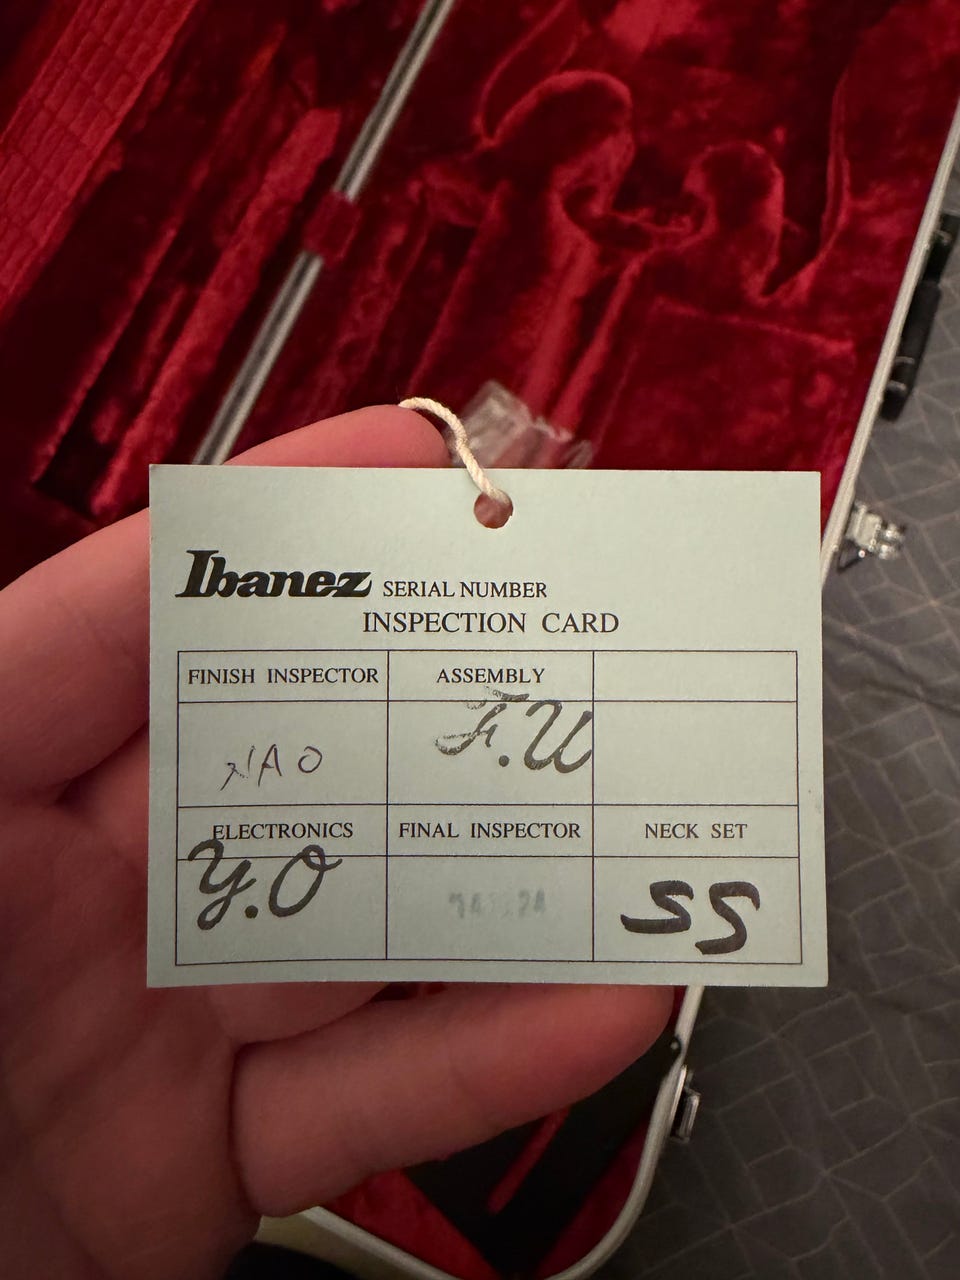 Ibanez SERIAL NUMBER
INSPECTION CARD
FINISH INSPECTOR ASSEMBLY
NAO F.U
ELECTRONICS FINAL INSPECTOR NECK SET
Y.O SS